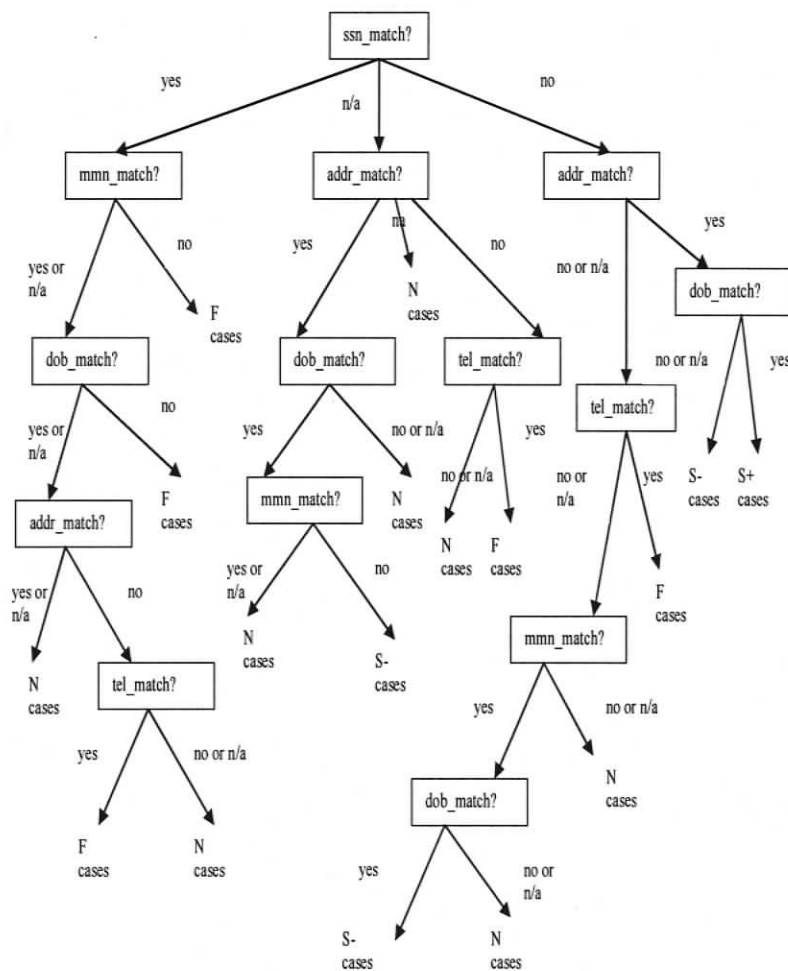 ssn_match?
yes
n/a
no
mmn_match?
addr_match?
addr_match?
yes or
n/a
no
yes
na
no
no or n/a
yes
F
cases
N
cases
dob_match?
dob_match?
dob_match?
tel_match?
no or n/a
yes
yes or
n/a
no
yes
no or n/a
no or n/a
yes
tel_match?
S-
cases
S+
cases
addr_match?
F
cases
mmn_match?
N
cases
N
cases
F
cases
no or
n/a
yes
F
cases
yes or
n/a
no
yes or
n/a
no
N
cases
tel_match?
N
cases
S-
cases
mmn_match?
yes
no or n/a
yes
no or n/a
N
cases
F
cases
N
cases
dob_match?
yes
no or
n/a
S-
cases
N
cases